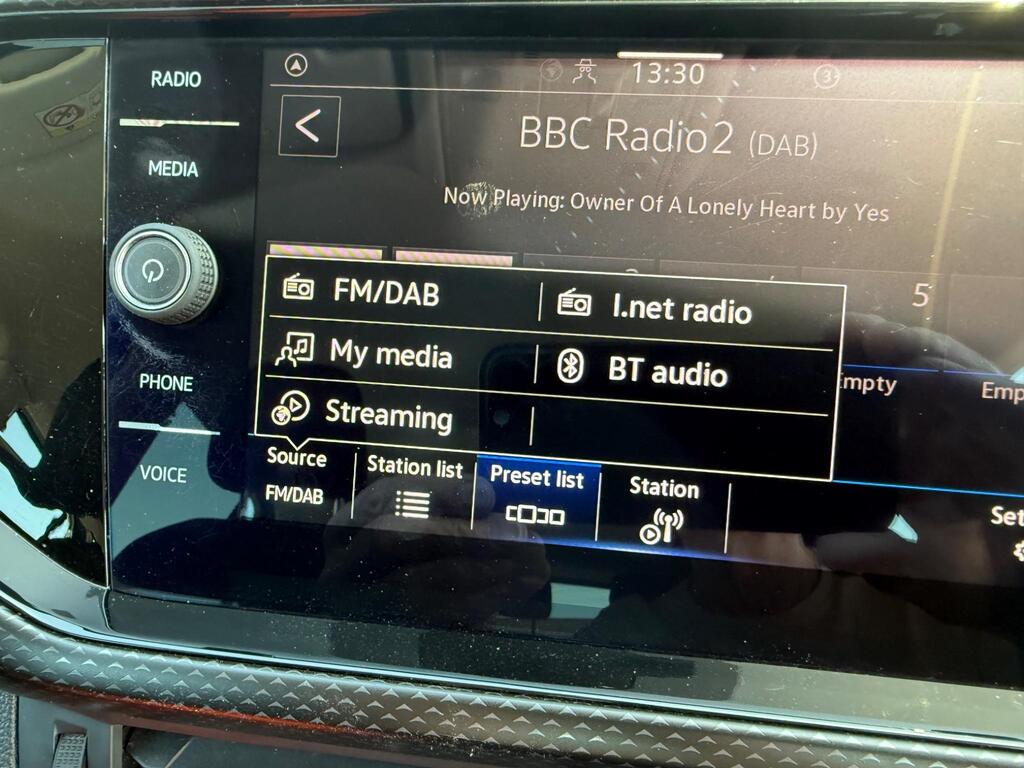 RADIO
MEDIA
PHONE
VOICE
13:30
3
BBC Radio2 (DAB)
Now Playing: Owner Of A Lonely Heart by Yes
5
FM/DAB
I.net radio
My media
BT audio
Streaming
Empty
Emp
Source
FM/DAB
Station list
Preset list
Station
Set